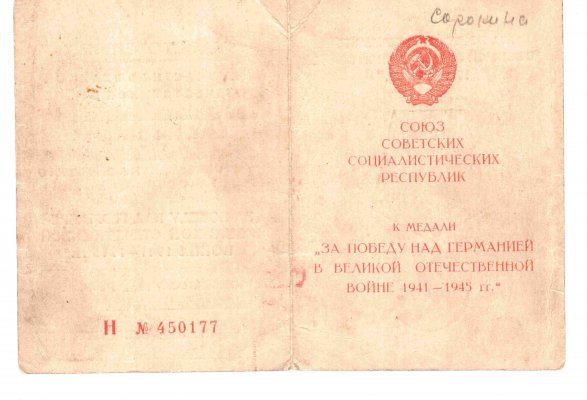 Сорокина
СОЮЗ
СОВЕТСКИХ
СОЦИАЛИСТИЧЕСКИХ
РЕСПУБЛИК
К МЕДАЛИ
„ЗА ПОБЕДУ НАД ГЕРМАНИЕЙ
В ВЕЛИКОЙ ОТЕЧЕСТВЕННОЙ
ВОЙНЕ 1941—1945 гг.“
Н № 450177